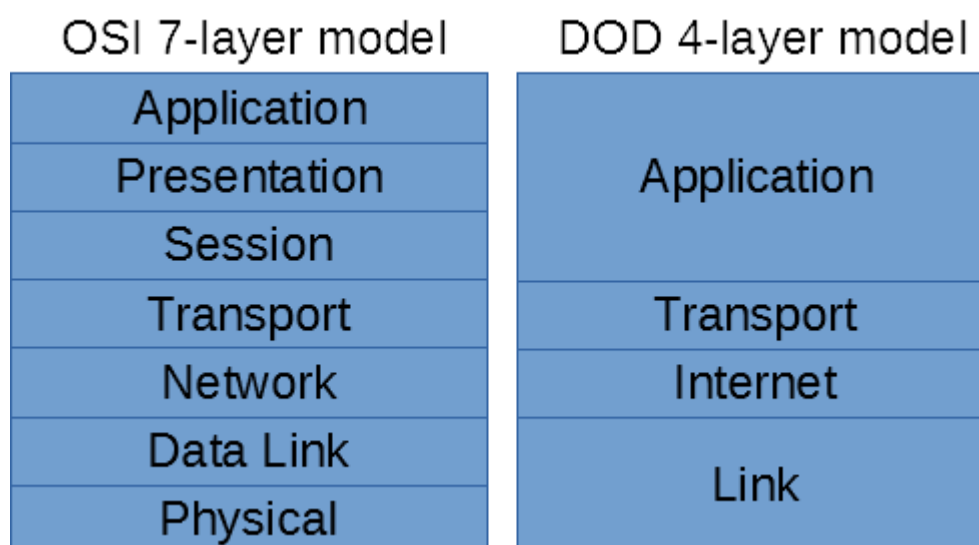 OSI 7-layer model
Application
Presentation
Session
Transport
Network
Data Link
Physical
DOD 4-layer model
Application
Transport
Internet
Link